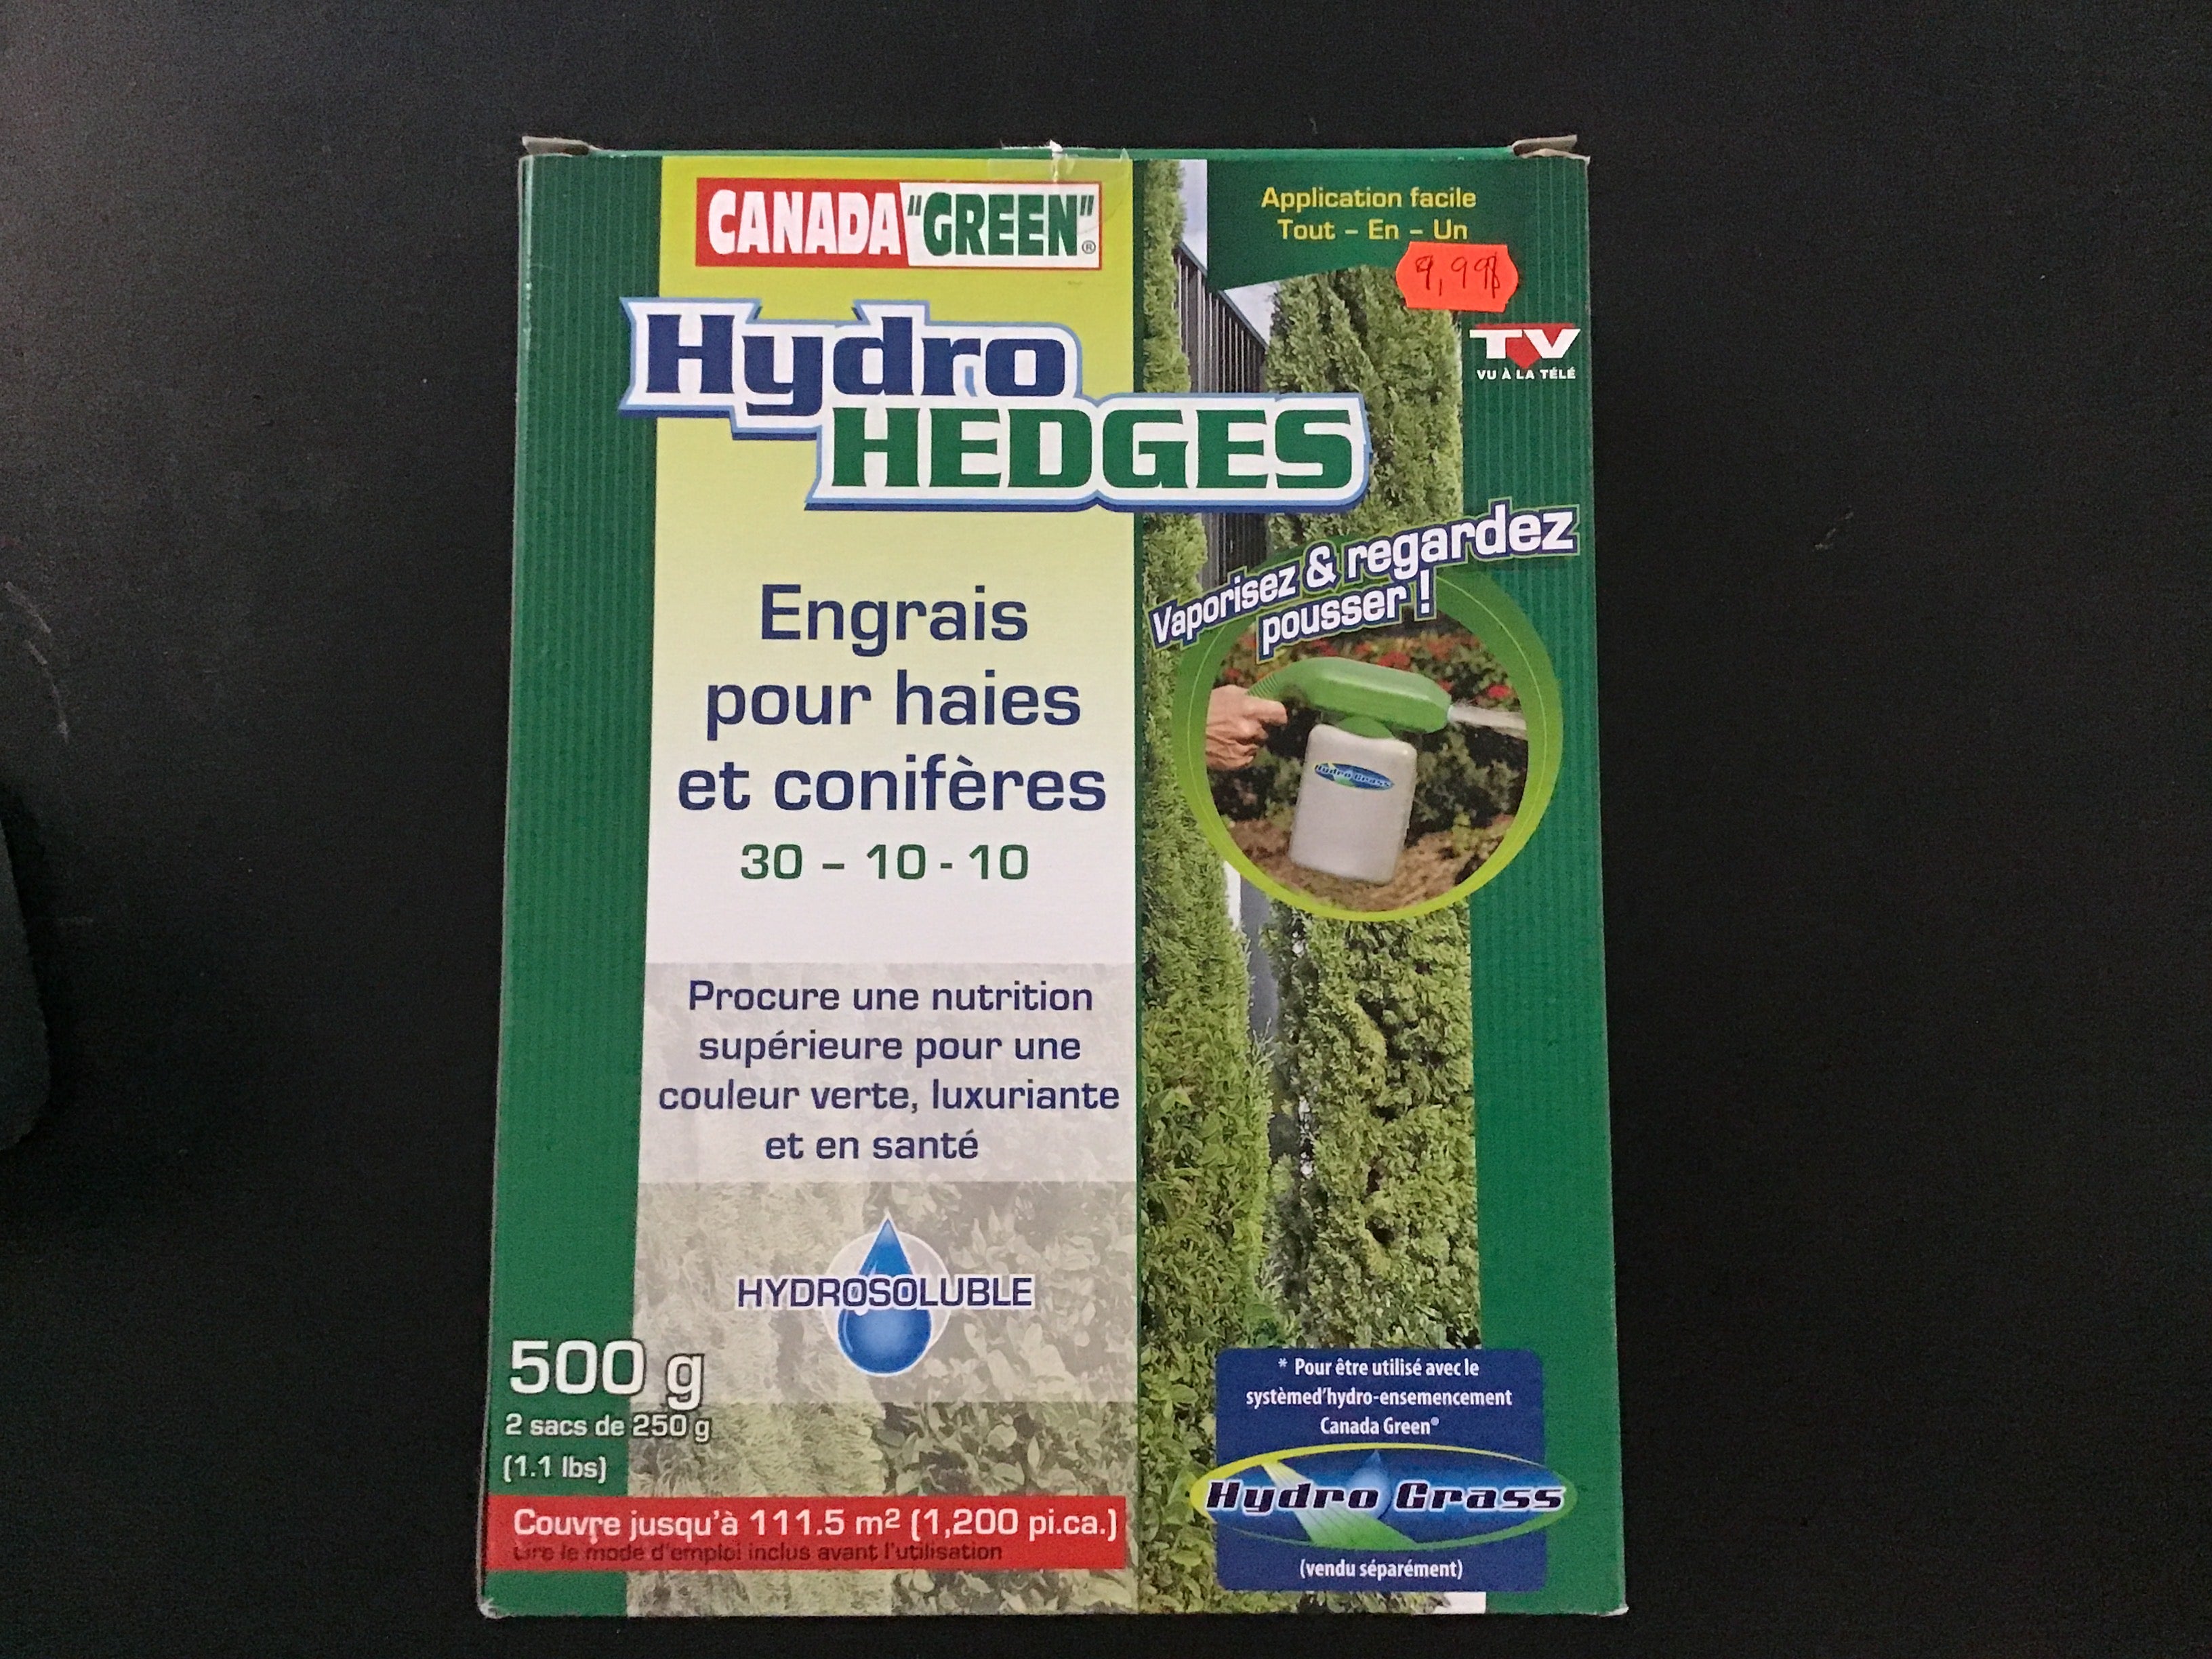 CANADA "GREEN"®
Application facile
Tout – En – Un
9,99$
TV
VU À LA TÉLÉ
Hydro
HEDGES
Vaporisez & regardez
pousser !
Hydro Grass
Engrais
pour haies
et conifères
30 – 10 - 10
Procure une nutrition
supérieure pour une
couleur verte, luxuriante
et en santé
HYDROSOLUBLE
500 g
2 sacs de 250 g
(1.1 lbs)
Couvre jusqu'à 111.5 m² (1,200 pi.ca.)
Lire le mode d'emploi inclus avant l'utilisation
* Pour être utilisé avec le
systèmed'hydro-ensemencement
Canada Green®
Hydro Grass
(vendu séparément)